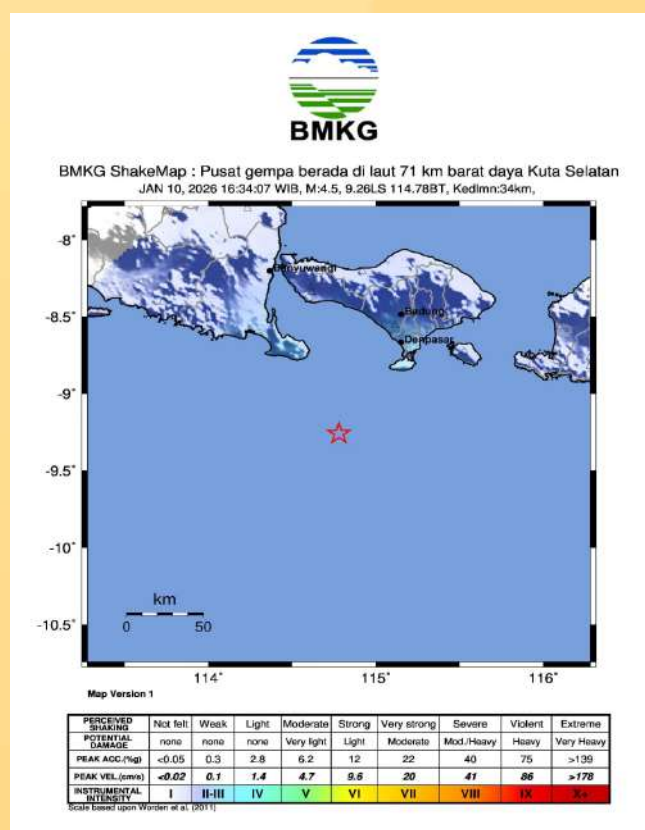 BMKG
BMKG ShakeMap : Pusat gempa berada di laut 71 km barat daya Kuta Selatan
JAN 10, 2026 16:34:07 WIB, M:4.5, 9.26LS 114.78BT, Kedlmn:34km,
-8˚
Banyuwangi
-8.5˚
Badung
Denpasar
-9˚
-9.5˚
-10˚
km
0 50
-10.5˚
114˚ 115˚ 116˚
Map Version 1
PERCEIVED SHAKING Not felt Weak Light Moderate Strong Very strong Severe Violent Extreme
POTENTIAL DAMAGE none none none Very light Light Moderate Mod./Heavy Heavy Very Heavy
PEAK ACC.(%g) <0.05 0.3 2.8 6.2 12 22 40 75 >139
PEAK VEL.(cm/s) <0.02 0.1 1.4 4.7 9.6 20 41 86 >178
INSTRUMENTAL INTENSITY I II-III IV V VI VII VIII IX X+
Scale based upon Worden et al. (2011)